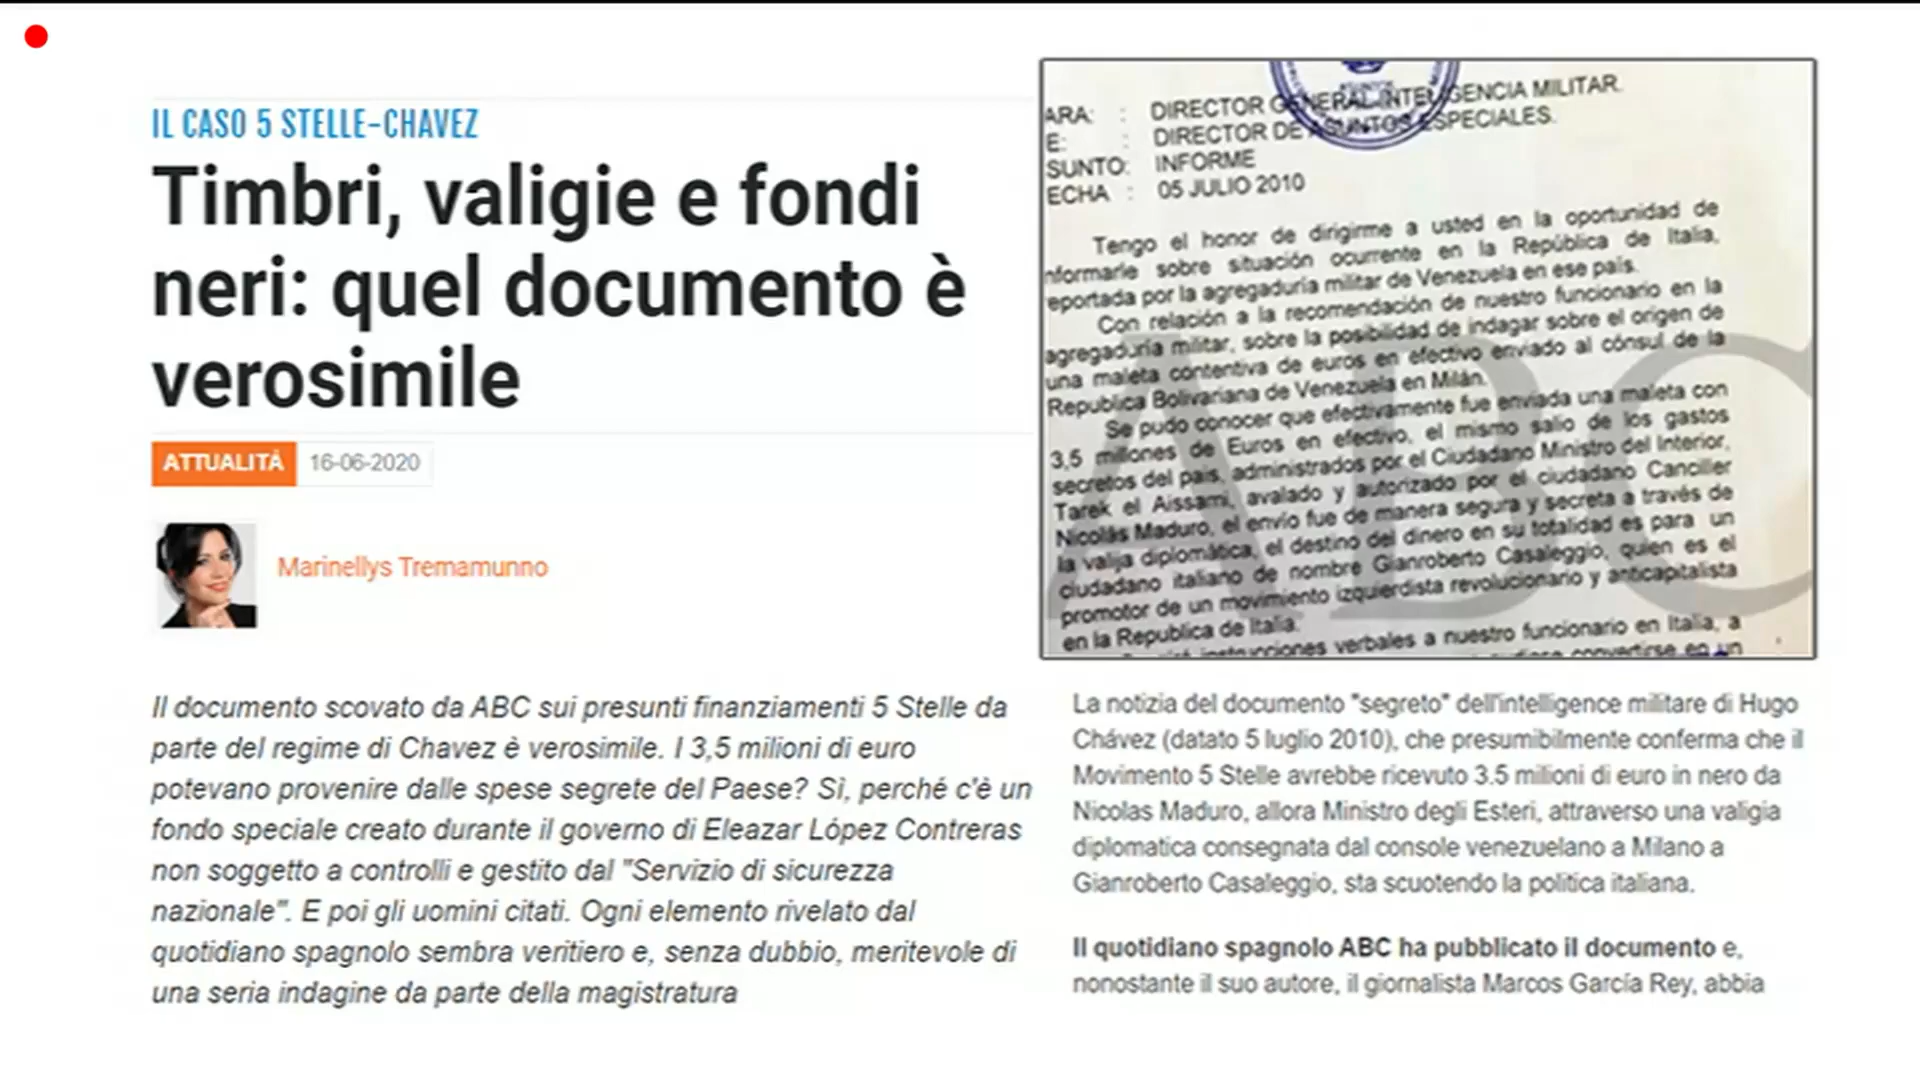 IL CASO 5 STELLE-CHAVEZ
Timbri, valigie e fondi
neri: quel documento è
verosimile
ATTUALITÀ 16-06-2020
Marinellys Tremamunno
Il documento scovato da ABC sui presunti finanziamenti 5 Stelle da
parte del regime di Chavez è verosimile. I 3,5 milioni di euro
potevano provenire dalle spese segrete del Paese? Sì, perché c'è un
fondo speciale creato durante il governo di Eleazar López Contreras
non soggetto a controlli e gestito dal "Servizio di sicurezza
nazionale". E poi gli uomini citati. Ogni elemento rivelato dal
quotidiano spagnolo sembra veritiero e, senza dubbio, meritevole di
una seria indagine da parte della magistratura
ARA: : DIRECTOR GENERAL INTELIGENCIA MILITAR.
E: : DIRECTOR DE ASUNTOS ESPECIALES.
SUNTO: INFORME
ECHA : 05 JULIO 2010
Tengo el honor de dirigirme a usted en la oportunidad de
nformarle sobre situación ocurrente en la República de Italia,
eportada por la agregaduría militar de Venezuela en ese país.
Con relación a la recomendación de nuestro funcionario en la
agregaduría militar, sobre la posibilidad de indagar sobre el origen de
una maleta contentiva de euros en efectivo enviado al cónsul de la
Republica Bolivariana de Venezuela en Milán.
Se pudo conocer que efectivamente fue enviada una maleta con
3,5 millones de Euros en efectivo, el mismo salio de los gastos
secretos del país, administrados por el Ciudadano Ministro del Interior,
Tarek el Aissami, avalado y autorizado por el ciudadano Canciller
Nicolás Maduro, el envío fue de manera segura y secreta a través de
la valija diplomática, el destino del dinero en su totalidad es para un
ciudadano italiano de nombre Gianroberto Casaleggio, quien es el
promotor de un movimiento izquierdista revolucionario y anticapitalista
en la Republica de Italia.
instrucciones verbales a nuestro funcionario en Italia, a
convertirse en un
ABC
La notizia del documento "segreto" dell'intelligence militare di Hugo
Chávez (datato 5 luglio 2010), che presumibilmente conferma che il
Movimento 5 Stelle avrebbe ricevuto 3.5 milioni di euro in nero da
Nicolas Maduro, allora Ministro degli Esteri, attraverso una valigia
diplomatica consegnata dal console venezuelano a Milano a
Gianroberto Casaleggio, sta scuotendo la politica italiana.
Il quotidiano spagnolo ABC ha pubblicato il documento e,
nonostante il suo autore, il giornalista Marcos García Rey, abbia